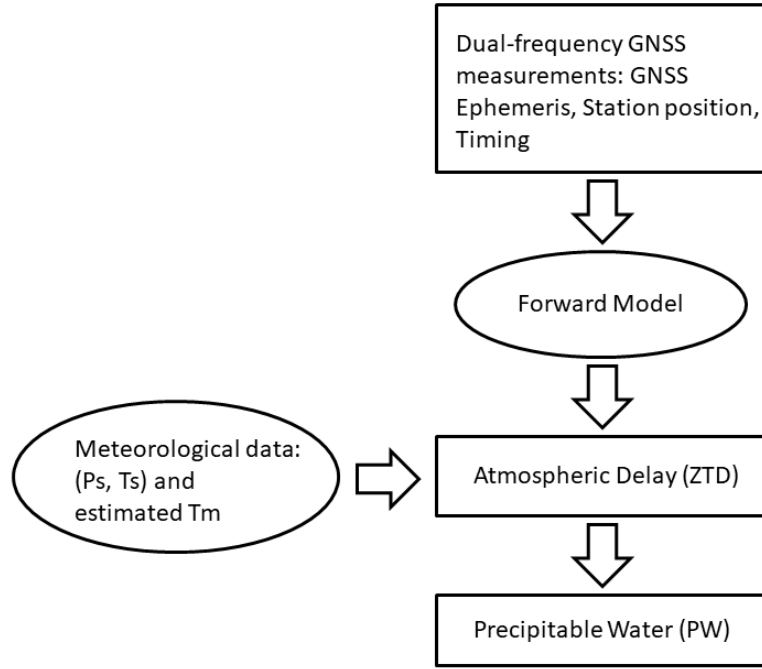 Dual-frequency GNSS
measurements: GNSS
Ephemeris, Station position,
Timing
Forward Model
Meteorological data:
(Ps, Ts) and
estimated Tm
Atmospheric Delay (ZTD)
Precipitable Water (PW)